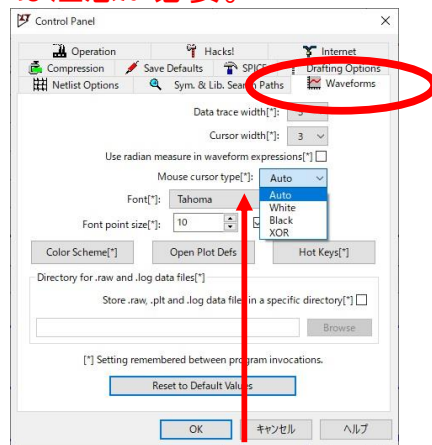 Control Panel
Operation
Hacks!
Internet
Compression
Save Defaults
SPICE
Drafting Options
Netlist Options
Sym. & Lib. Search Paths
Waveforms
Data trace width[*]:
Cursor width[*]: 3
Use radian measure in waveform expressions[*]
Mouse cursor type[*]: Auto
Auto
White
Black
XOR
Font[*]: Tahoma
Font point size[*]: 10
Color Scheme[*]
Open Plot Defs
Hot Keys[*]
Directory for .raw and .log data files[*]
Store .raw, .plt and .log data files in a specific directory[*]
Browse
[*] Setting remembered between program invocations.
Reset to Default Values
OK
キャンセル
ヘルプ